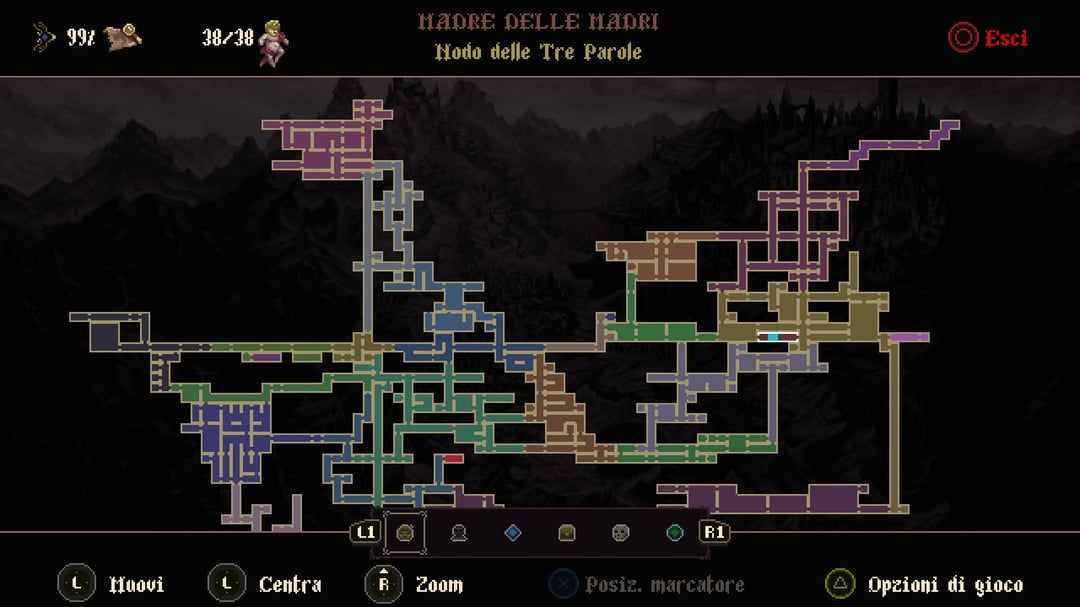 99% 38/38
MADRE DELLE MADRI
Nodo delle Tre Parole
Esci
L1 R1
L Muovi L Centra R Zoom Posiz. marcatore Opzioni di gioco